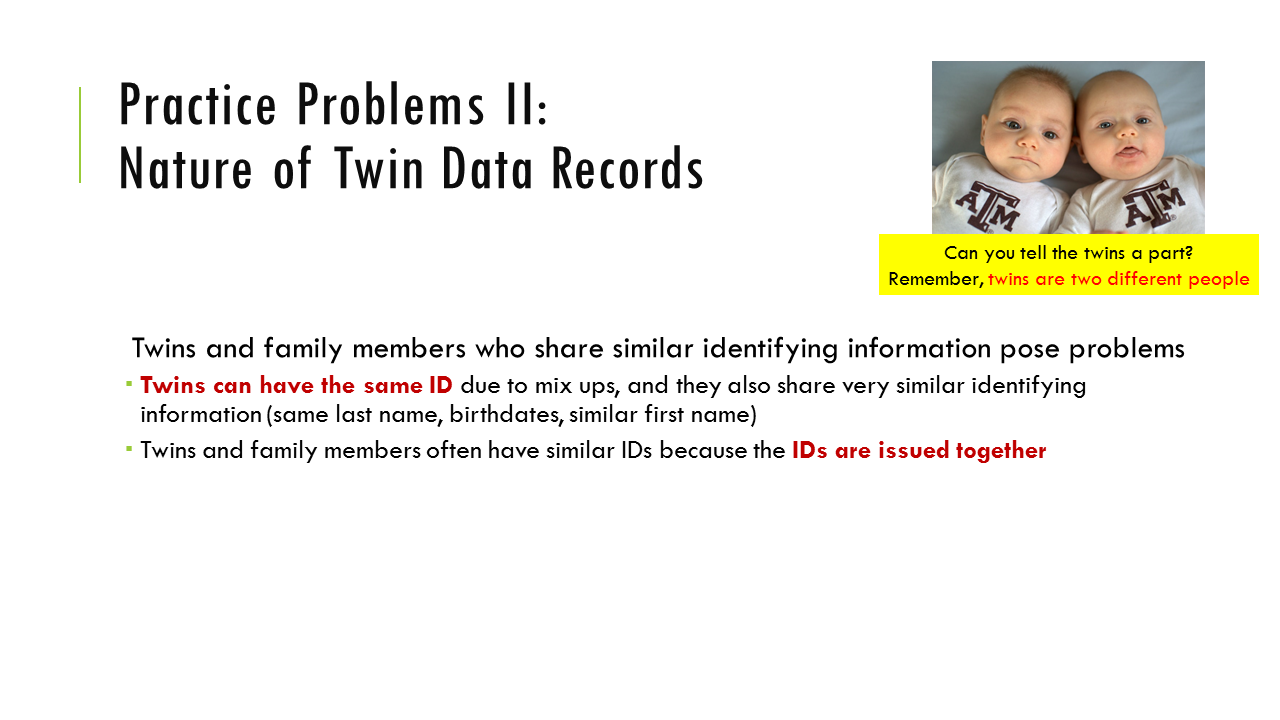 Practice Problems II:
Nature of Twin Data Records
ATM
ATM
Can you tell the twins a part?
Remember, twins are two different people
Twins and family members who share similar identifying information pose problems
▪ Twins can have the same ID due to mix ups, and they also share very similar identifying
information (same last name, birthdates, similar first name)
▪ Twins and family members often have similar IDs because the IDs are issued together